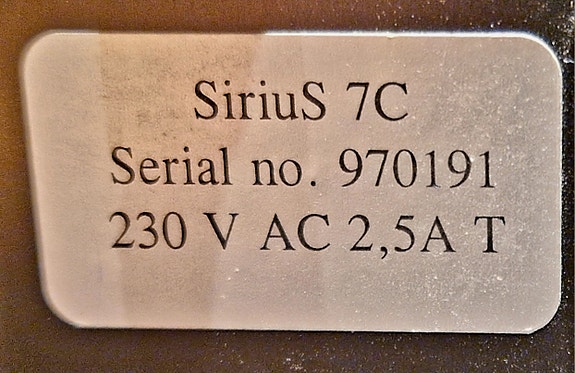 SiriuS 7C
Serial no. 970191
230 V AC 2,5A T